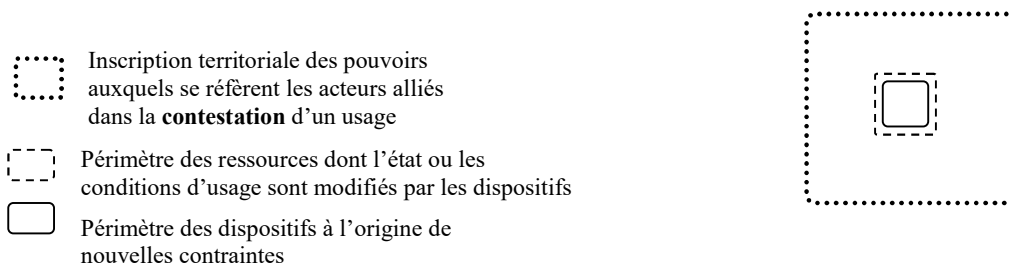 Inscription territoriale des pouvoirs
auxquels se réfèrent les acteurs alliés
dans la contestation d’un usage
Périmètre des ressources dont l’état ou les
conditions d’usage sont modifiés par les dispositifs
Périmètre des dispositifs à l’origine de
nouvelles contraintes